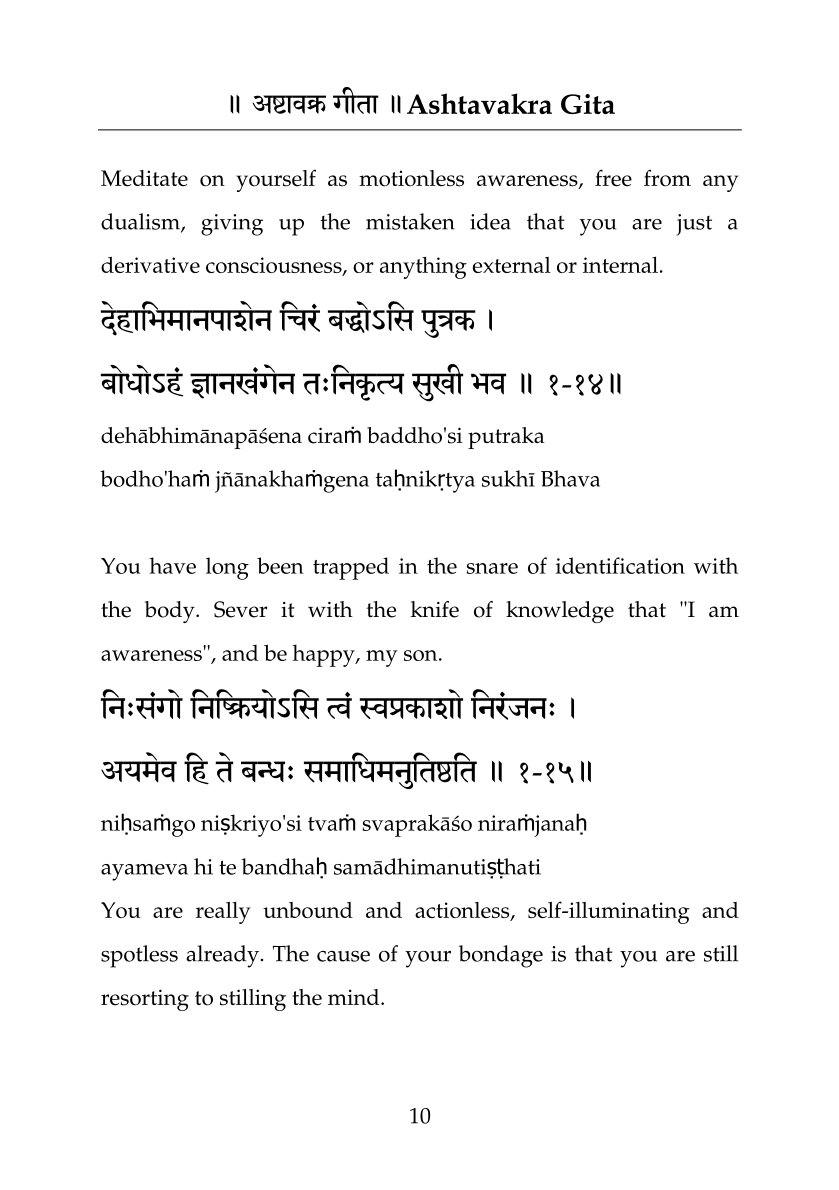 ॥ अष्टावक्र गीता ॥ Ashtavakra Gita
Meditate on yourself as motionless awareness, free from any
dualism, giving up the mistaken idea that you are just a
derivative consciousness, or anything external or internal.
देहाभिमानपाशेन चिरं बद्धोऽसि पुत्रक ।
बोधोऽहं ज्ञानखंगेन तःनिकृत्य सुखी भव ॥ १-१४॥
dehābhimānapāśena ciraṁ baddho'si putraka
bodho'haṁ jñānakhaṁgena taḥnikṛtya sukhī Bhava
You have long been trapped in the snare of identification with
the body. Sever it with the knife of knowledge that "I am
awareness", and be happy, my son.
निःसंगो निष्क्रियोऽसि त्वं स्वप्रकाशो निरंजनः ।
अयमेव हि ते बन्धः समाधिमनुतिष्ठति ॥ १-१५॥
niḥsaṁgo niṣkriyo'si tvaṁ svaprakāśo niraṁjanaḥ
ayameva hi te bandhaḥ samādhimanutiṣṭhati
You are really unbound and actionless, self-illuminating and
spotless already. The cause of your bondage is that you are still
resorting to stilling the mind.
10